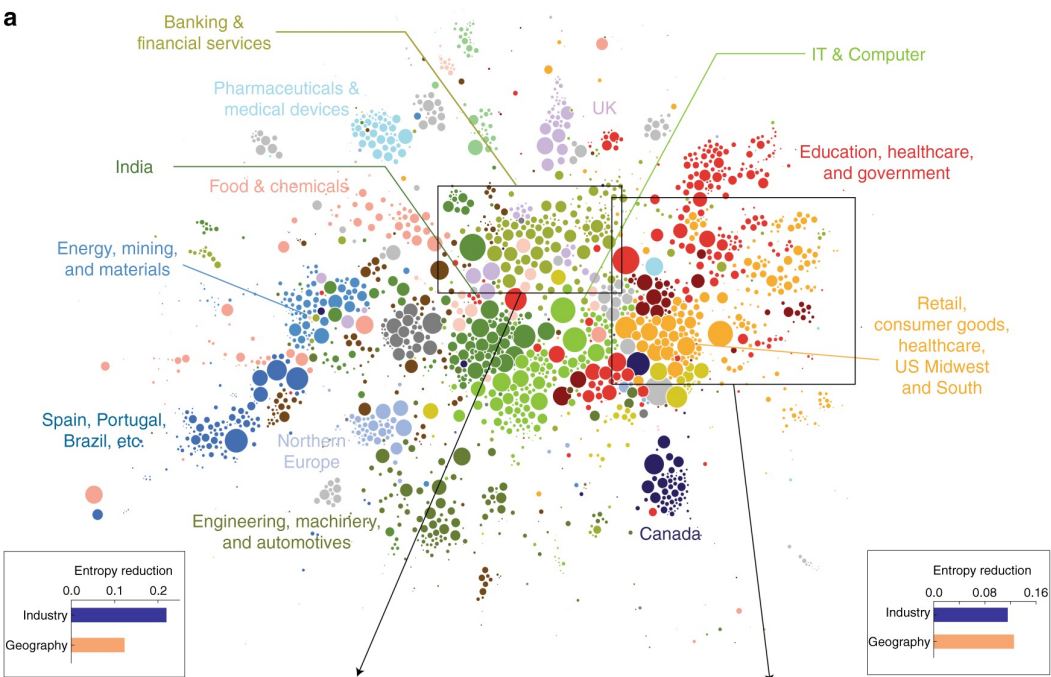 a
Banking &
financial services
IT & Computer
Pharmaceuticals &
medical devices
UK
India
Education, healthcare,
and government
Food & chemicals
Energy, mining,
and materials
Retail,
consumer goods,
healthcare,
US Midwest
and South
Spain, Portugal,
Brazil, etc.
Northern
Europe
Engineering, machinery,
and automotives
Canada
Entropy reduction
0.0 0.1 0.2
Industry
Geography
Entropy reduction
0.0 0.08 0.16
Industry
Geography